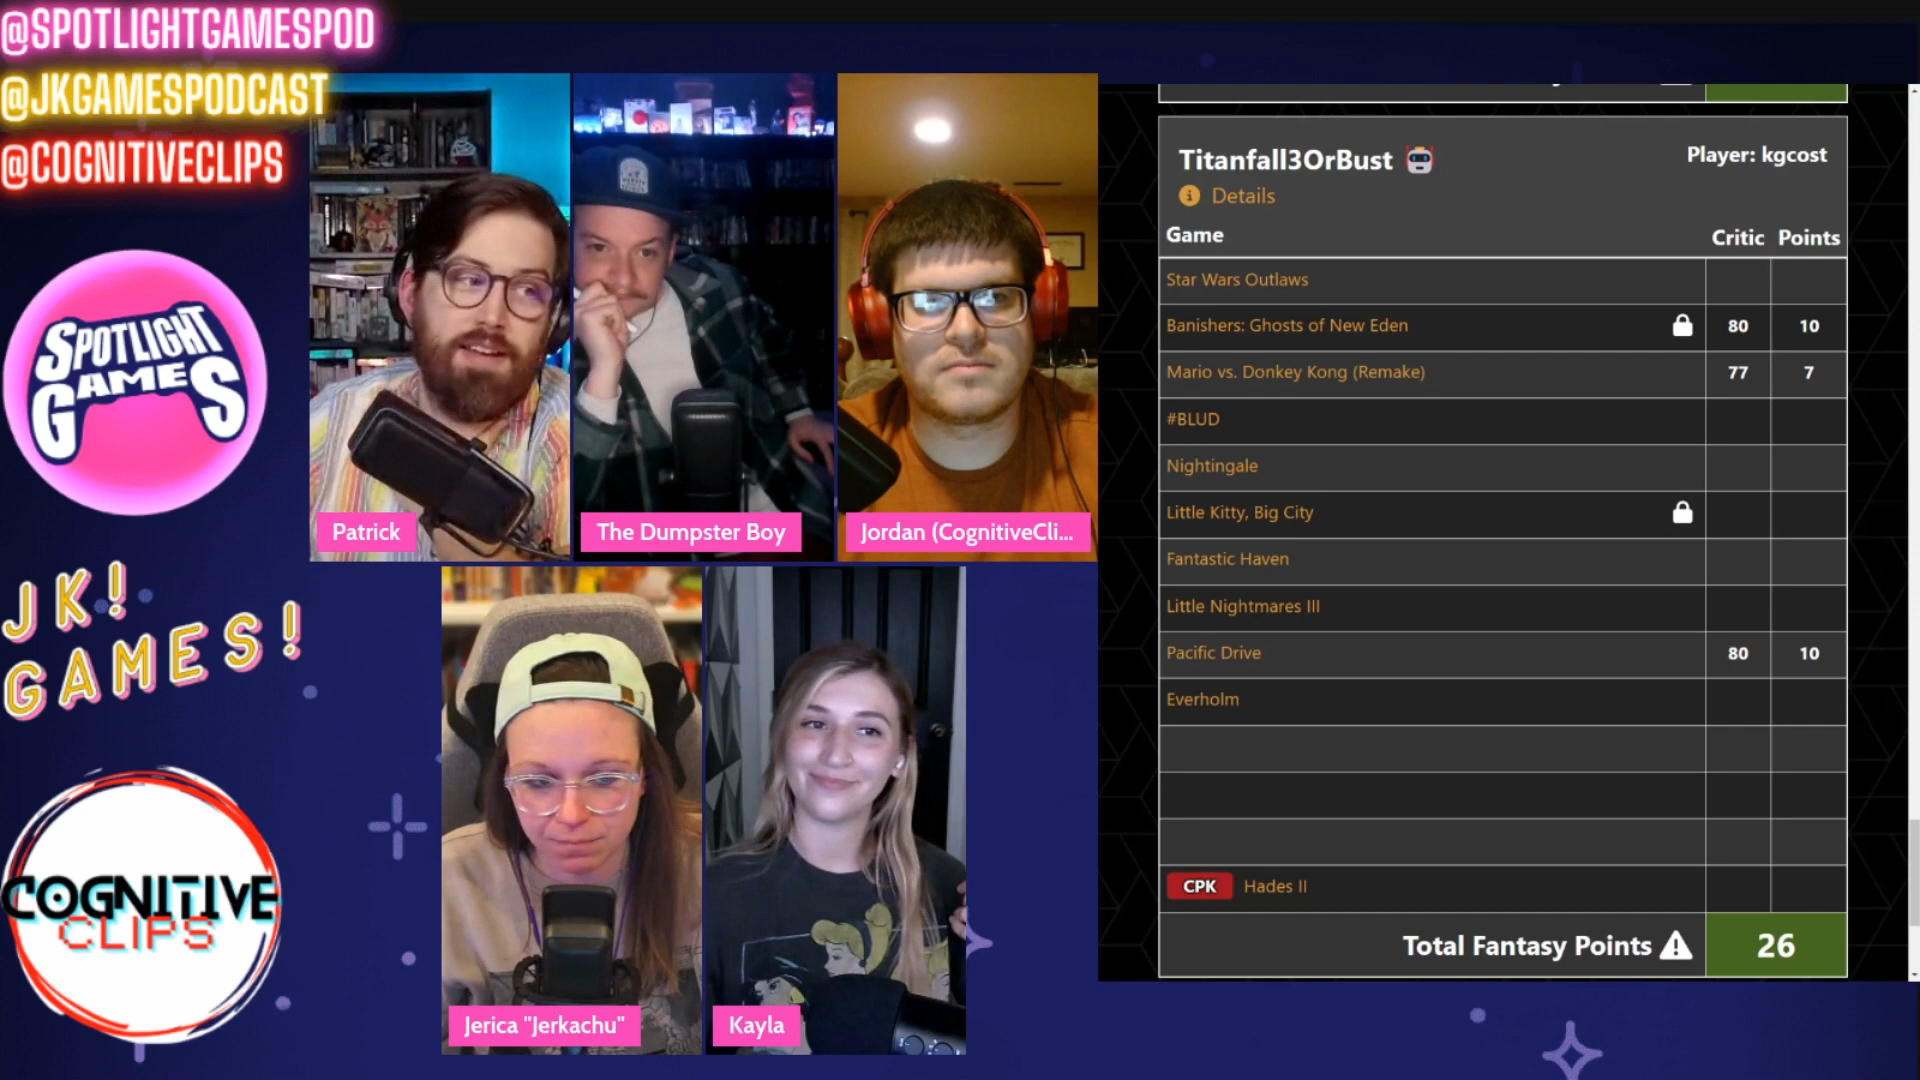 @SPOTLIGHTGAMESPOD
@JKGAMESPODCAST
@COGNITIVECLIPS
SPOTLIGHT
GAMES
JK!
GAMES!
COGNITIVE
CLIPS
Patrick
The Dumpster Boy
Jordan (CognitiveCli...
Jerica "Jerkachu"
Kayla
Titanfall3OrBust
Player: kgcost
Details
Game Critic Points
Star Wars Outlaws
Banishers: Ghosts of New Eden 80 10
Mario vs. Donkey Kong (Remake) 77 7
#BLUD
Nightingale
Little Kitty, Big City
Fantastic Haven
Little Nightmares III
Pacific Drive 80 10
Everholm
CPK Hades II
Total Fantasy Points 26